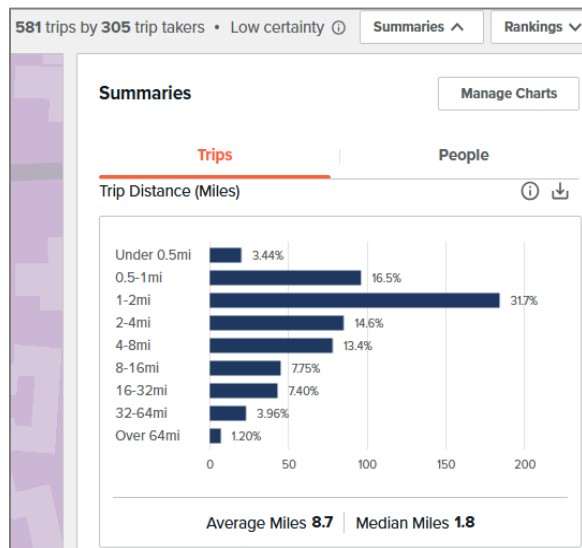 581 trips by 305 trip takers • Low certainty ⓘ Summaries Rankings
Summaries Manage Charts
Trips People
Trip Distance (Miles)
Under 0.5mi 3.44%
0.5-1mi 16.5%
1-2mi 31.7%
2-4mi 14.6%
4-8mi 13.4%
8-16mi 7.75%
16-32mi 7.40%
32-64mi 3.96%
Over 64mi 1.20%
0 50 100 150 200
Average Miles 8.7 Median Miles 1.8